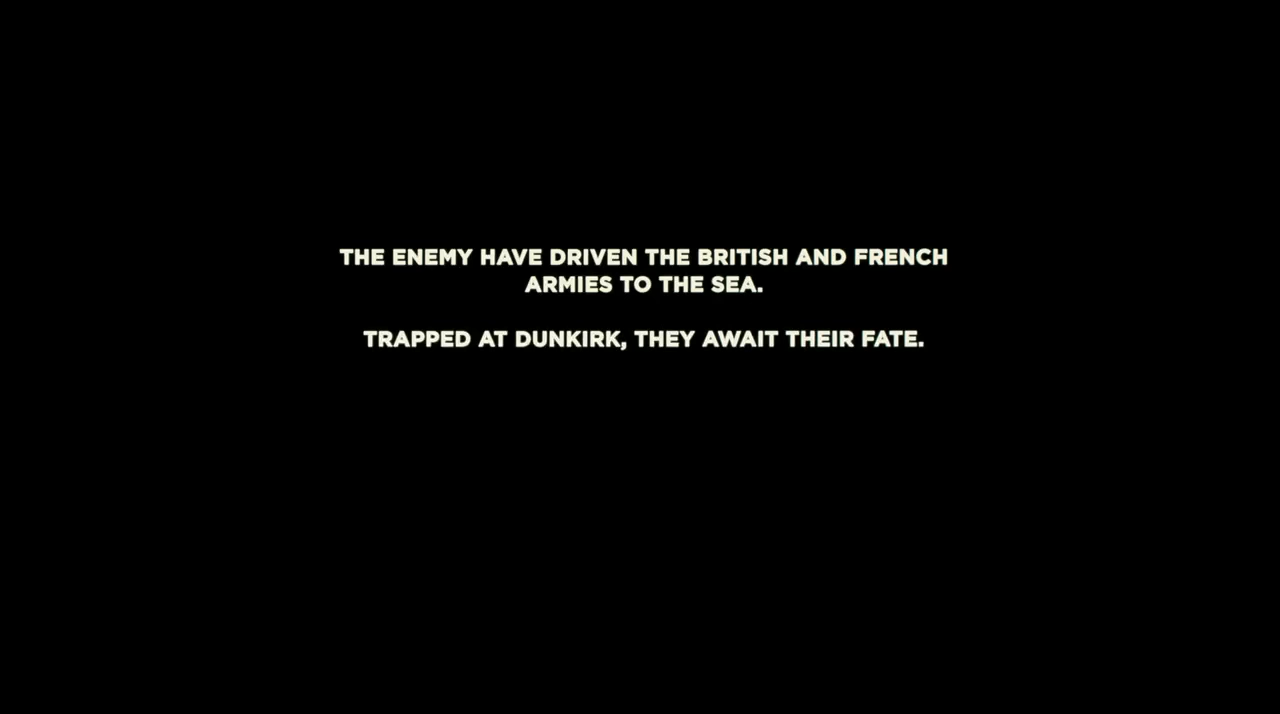 THE ENEMY HAVE DRIVEN THE BRITISH AND FRENCH
ARMIES TO THE SEA.
TRAPPED AT DUNKIRK, THEY AWAIT THEIR FATE.